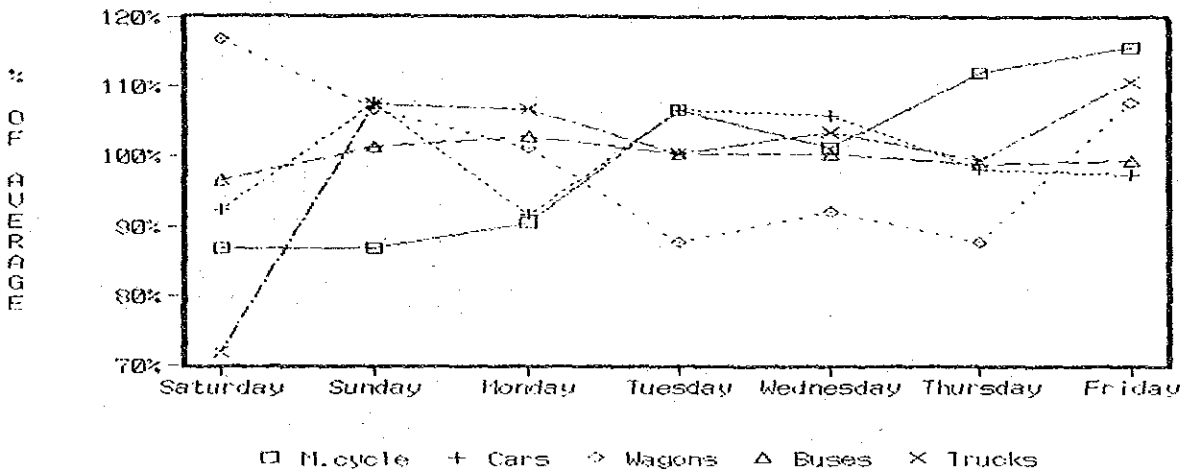 % OF AVERAGE
120%
110%
100%
90%
80%
70%
Saturday Sunday Monday Tuesday Wednesday Thursday Friday
M.cycle Cars Wagons Buses Trucks